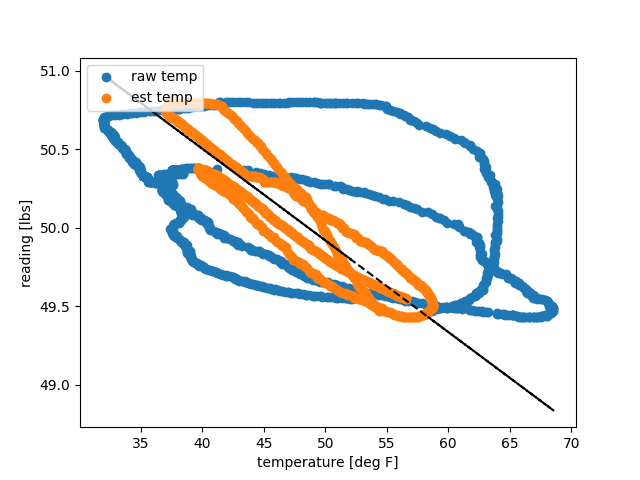 raw temp
est temp
51.0
50.5
50.0
49.5
49.0
reading [lbs]
35 40 45 50 55 60 65 70
temperature [deg F]